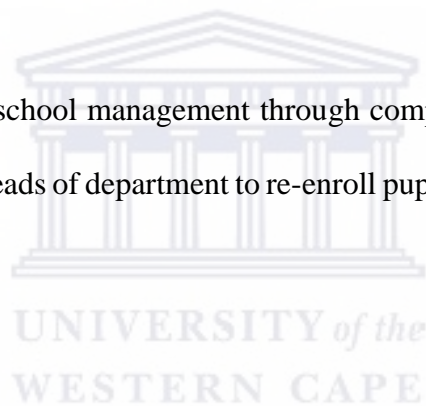 school management through comp
eads of department to re-enroll pup
UNIVERSITY of the
WESTERN CAPE